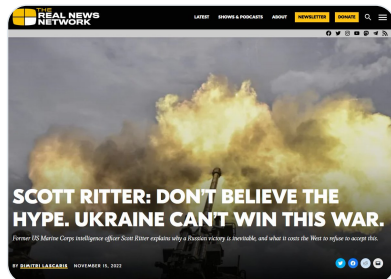 THE
REAL NEWS
NETWORK
LATEST SHOWS & PODCASTS ABOUT NEWSLETTER DONATE
SCOTT RITTER: DON'T BELIEVE THE
HYPE. UKRAINE CAN'T WIN THIS WAR.
Former US Marine Corps intelligence officer Scott Ritter explains why a Russian victory is inevitable, and what it costs the West to refuse to accept this.
BY DIMITRI LASCARIS NOVEMBER 15, 2022